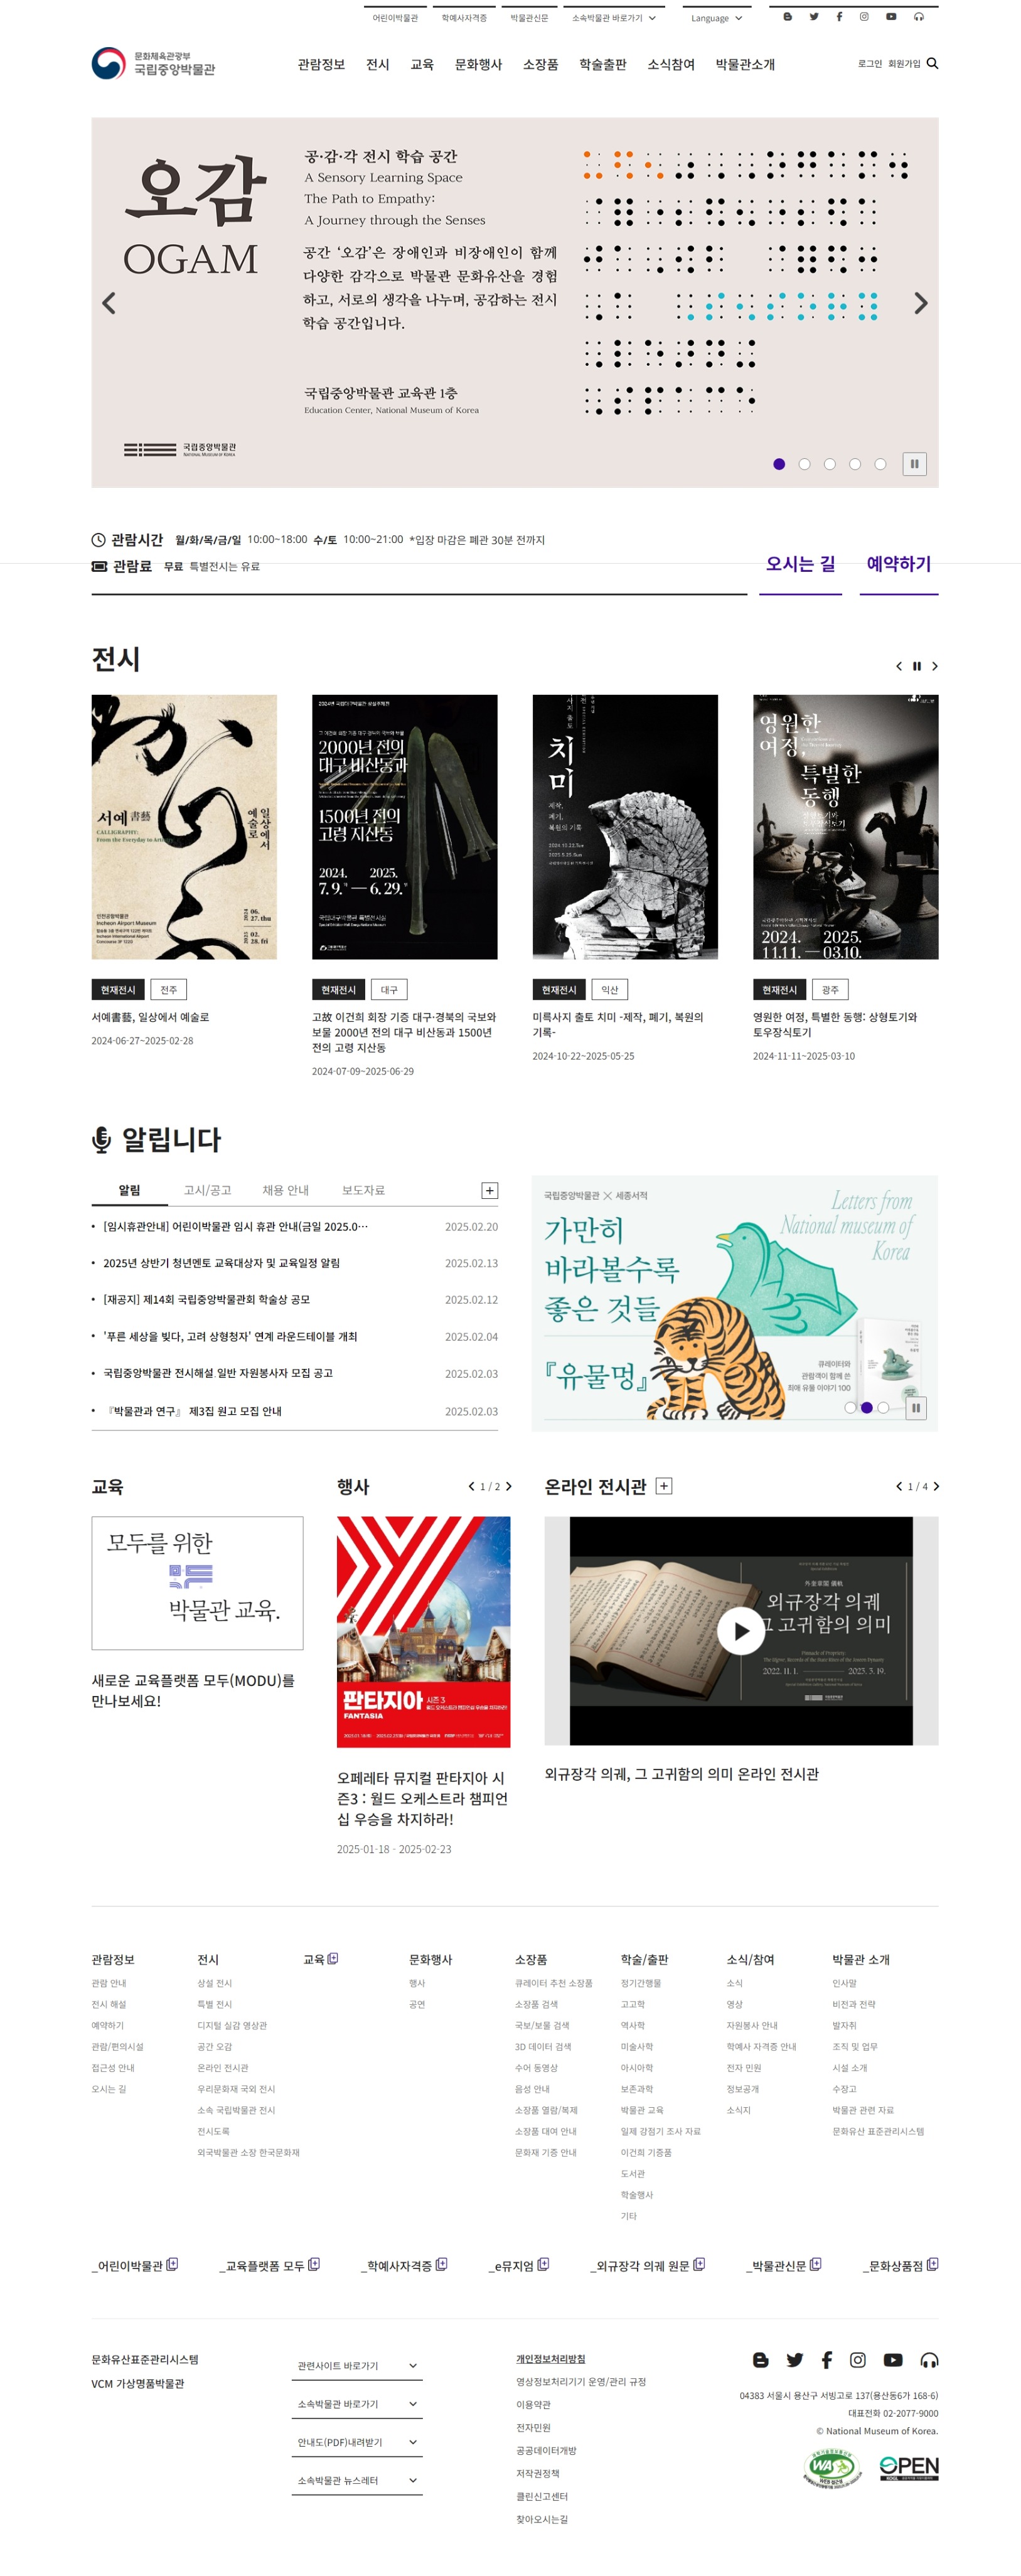 어린이박물관 학예사자격증 박물관신문 소속박물관 바로가기 Language
문화체육관광부
국립중앙박물관
관람정보 전시 교육 문화행사 소장품 학술출판 소식참여 박물관소개
로그인 회원가입
오감
OGAM
공·감·각 전시 학습 공간
A Sensory Learning Space
The Path to Empathy:
A Journey through the Senses
공간 ‘오감’은 장애인과 비장애인이 함께
다양한 감각으로 박물관 문화유산을 경험
하고, 서로의 생각을 나누며, 공감하는 전시
학습 공간입니다.
국립중앙박물관 교육관 1층
Education Center, National Museum of Korea
국립중앙박물관
NATIONAL MUSEUM OF KOREA
관람시간 월/화/목/금/일 10:00~18:00 수/토 10:00~21:00 *입장 마감은 폐관 30분 전까지
관람료 무료 특별전시는 유료
오시는 길 예약하기
전시
서예 書藝
CALLIGRAPHY:
From the Everyday to Art
일상에서
예술로
인천공항박물관
Incheon Airport Museum
2024 06. 27. thu
2025 02. 28. fri
현재전시 전주
서예書藝, 일상에서 예술로
2024-06-27~2025-02-28
2000년 전의
대구 비산동과
1500년 전의
고령 지산동
2024. 2025.
7. 9. — 6. 29.
국립대구박물관 특별전시실
현재전시 대구
고故 이건희 회장 기증 대구·경북의 국보와
보물 2000년 전의 대구 비산동과 1500년
전의 고령 지산동
2024-07-09~2025-06-29
치미
제작,
폐기,
복원의 기록
2024.10.22.Tue
2025.5.25.Sun
현재전시 익산
미륵사지 출토 치미 -제작, 폐기, 복원의
기록-
2024-10-22~2025-05-25
영원한
여정,
특별한
동행
2024. 2025.
11.11. — 03.10.
현재전시 광주
영원한 여정, 특별한 동행: 상형토기와
토우장식토기
2024-11-11~2025-03-10
알립니다
알림 고시/공고 채용 안내 보도자료
[임시휴관안내] 어린이박물관 임시 휴관 안내(금일 2025.0… 2025.02.20
2025년 상반기 청년멘토 교육대상자 및 교육일정 알림 2025.02.13
[재공지] 제14회 국립중앙박물관회 학술상 공모 2025.02.12
'푸른 세상을 빚다, 고려 상형청자' 연계 라운드테이블 개최 2025.02.04
국립중앙박물관 전시해설 일반 자원봉사자 모집 공고 2025.02.03
『박물관과 연구』 제3집 원고 모집 안내 2025.02.03
국립중앙박물관 × 세종서적
가만히
바라볼수록
좋은 것들
『유물멍』
Letters from
National museum of
Korea
큐레이터와
관람객이 함께 쓴
최애 유물 이야기 100
교육
모두를 위한
박물관 교육.
새로운 교육플랫폼 모두(MODU)를
만나보세요!
행사 1 / 2
판타지아 시즌 3
FANTASIA
오페레타 뮤지컬 판타지아 시
즌3 : 월드 오케스트라 챔피언
십 우승을 차지하라!
2025-01-18 - 2025-02-23
온라인 전시관 1 / 4
외규장각 의궤
그 고귀함의 의미
2022. 11. 1. 2023. 3. 19.
외규장각 의궤, 그 고귀함의 의미 온라인 전시관
관람정보
관람 안내
전시 해설
예약하기
관람/편의시설
접근성 안내
오시는 길
전시
상설 전시
특별 전시
디지털 실감 영상관
공간 오감
온라인 전시관
우리문화재 국외 전시
소속 국립박물관 전시
전시도록
외국박물관 소장 한국문화재
교육
문화행사
행사
공연
소장품
큐레이터 추천 소장품
소장품 검색
국보/보물 검색
3D 데이터 검색
수어 동영상
음성 안내
소장품 열람/복제
소장품 대여 안내
문화재 기증 안내
학술/출판
정기간행물
고고학
역사학
미술사학
아시아학
보존과학
박물관 교육
일제 강점기 조사 자료
이건희 기증품
도서관
학술행사
기타
소식/참여
소식
영상
자원봉사 안내
학예사 자격증 안내
전자 민원
정보공개
소식지
박물관 소개
인사말
비전과 전략
발자취
조직 및 업무
시설 소개
수장고
박물관 관련 자료
문화유산 표준관리시스템
_어린이박물관 _교육플랫폼 모두 _학예사자격증 _e뮤지엄 _외규장각 의궤 원문 _박물관신문 _문화상품점
문화유산표준관리시스템
VCM 가상명품박물관
관련사이트 바로가기
소속박물관 바로가기
안내도(PDF)내려받기
소속박물관 뉴스레터
개인정보처리방침
영상정보처리기기 운영/관리 규정
이용약관
전자민원
공공데이터개방
저작권정책
클린신고센터
찾아오시는길
04383 서울시 용산구 서빙고로 137(용산동6가 168-6)
대표전화 02-2077-9000
© National Museum of Korea.
WA
WEB 접근성
OPEN